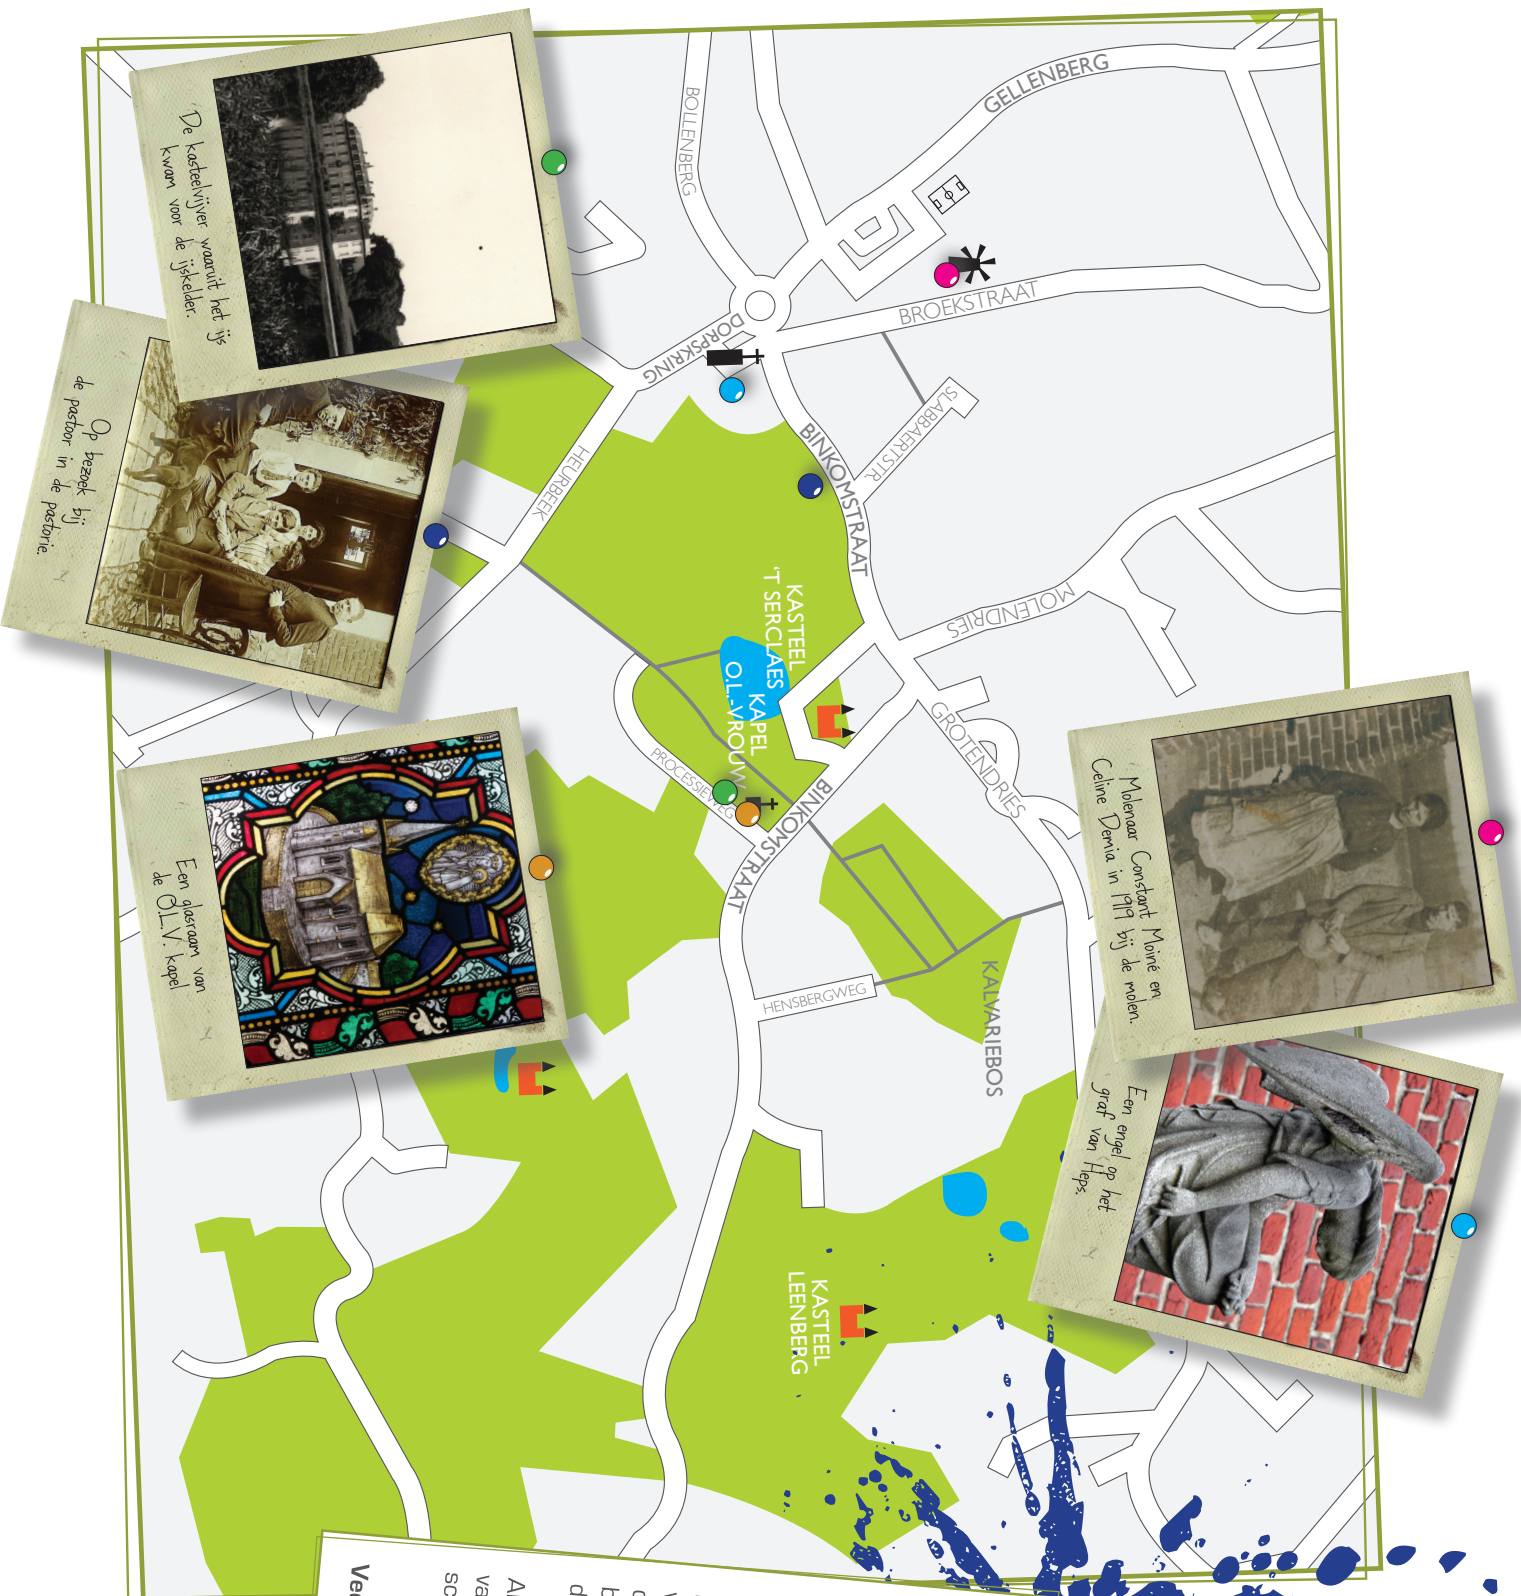 De kasteelvijver waaruit het ijs
kwam voor de ijskelder.
Op bezoek bij
de pastoor in de pastorie.
Een glasraam van
de O.L.V. kapel
Molenaar Constant Moiné en
Celine Demia in 1919 bij de molen.
Een engel op het
graf van Heps.
BOLLENBERG
GELLENBERG
BROEKSTRAAT
DORPSKRING
SLABBAERTSTR.
BINKOMSTRAAT
HEURBEEK
MOLENDRIES
KASTEEL
'T SERCLAES
KAPEL
O.L.-VROUW
GROTENDRIES
PROCESSIEWEG
BINKOMSTRAAT
HENSBERGWEG
KALVARIEBOS
KASTEEL
LEENBERG